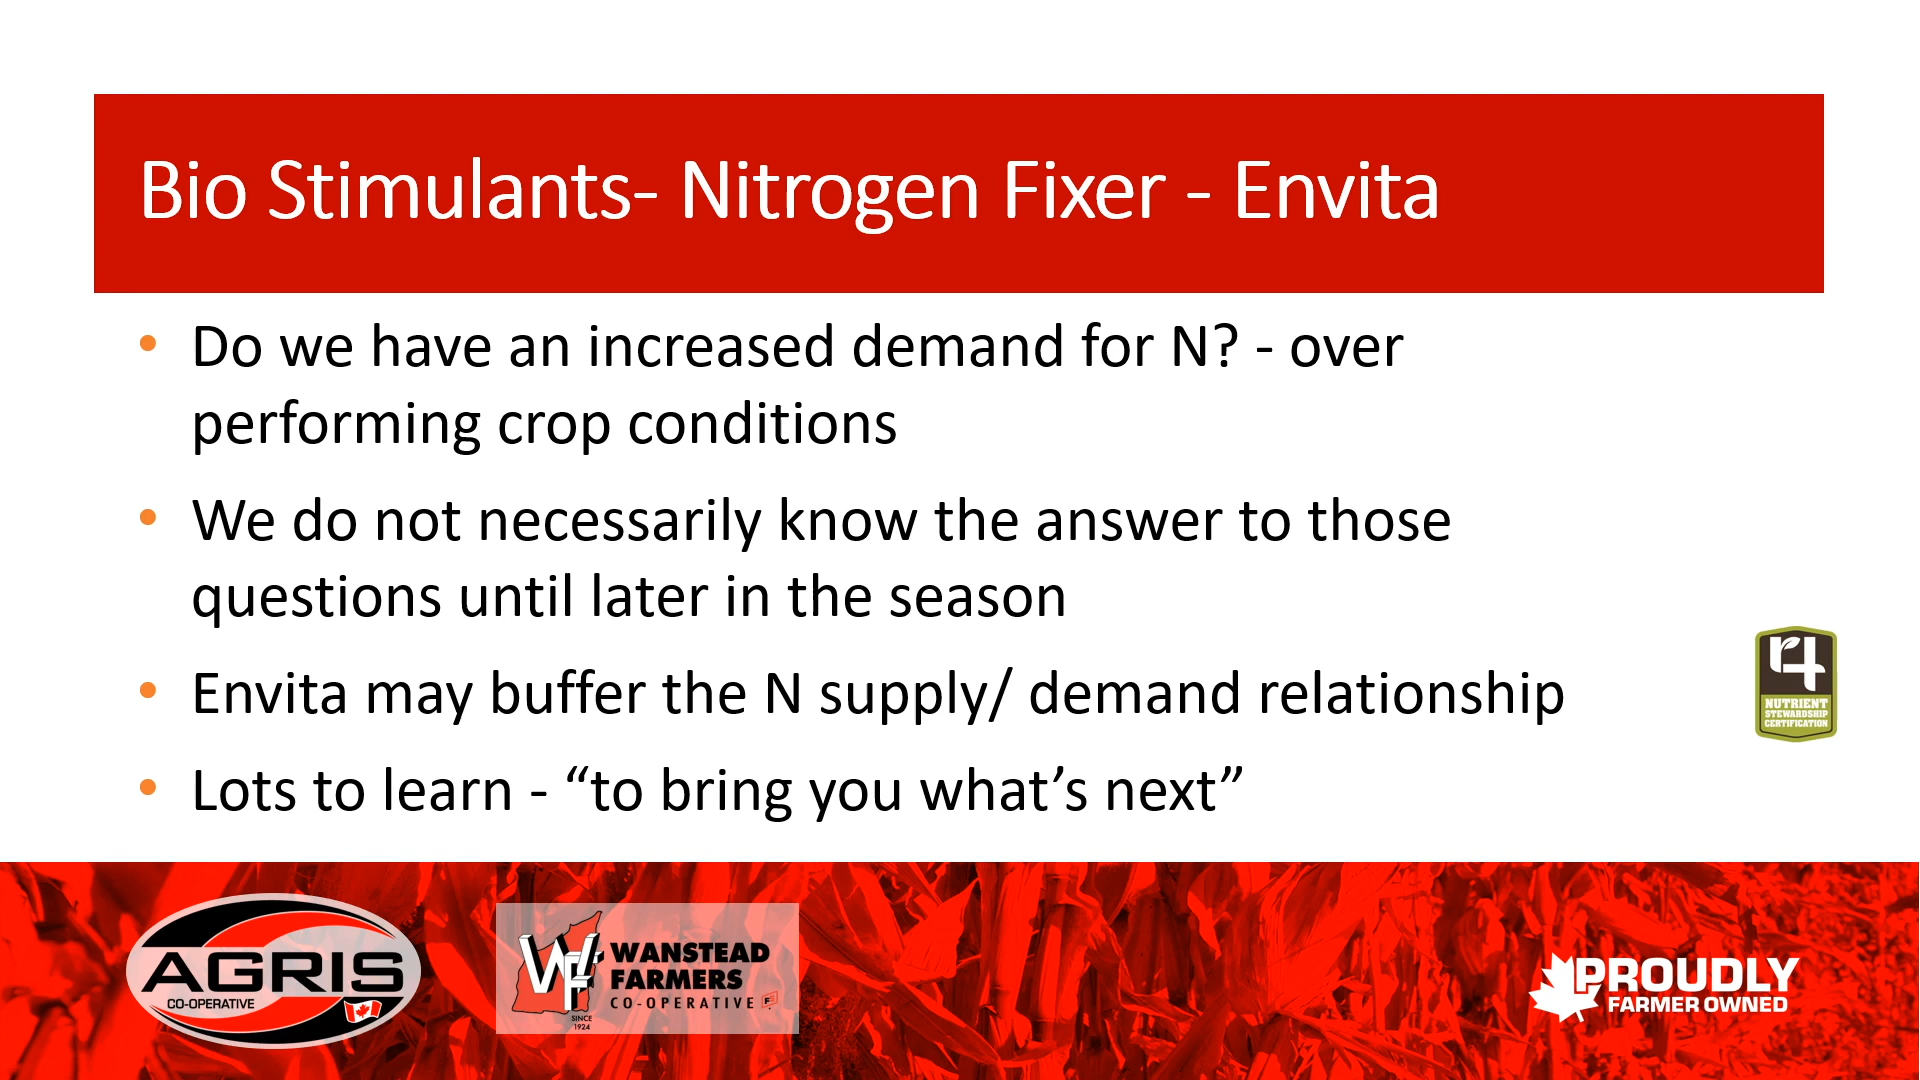 Bio Stimulants- Nitrogen Fixer - Envita
• Do we have an increased demand for N? - over
performing crop conditions
• We do not necessarily know the answer to those
questions until later in the season
• Envita may buffer the N supply/ demand relationship
• Lots to learn - “to bring you what’s next”
r4
NUTRIENT
STEWARDSHIP
CERTIFICATION
AGRIS
CO-OPERATIVE
WF
SINCE
1924
WANSTEAD
FARMERS
CO-OPERATIVE
PROUDLY
FARMER OWNED